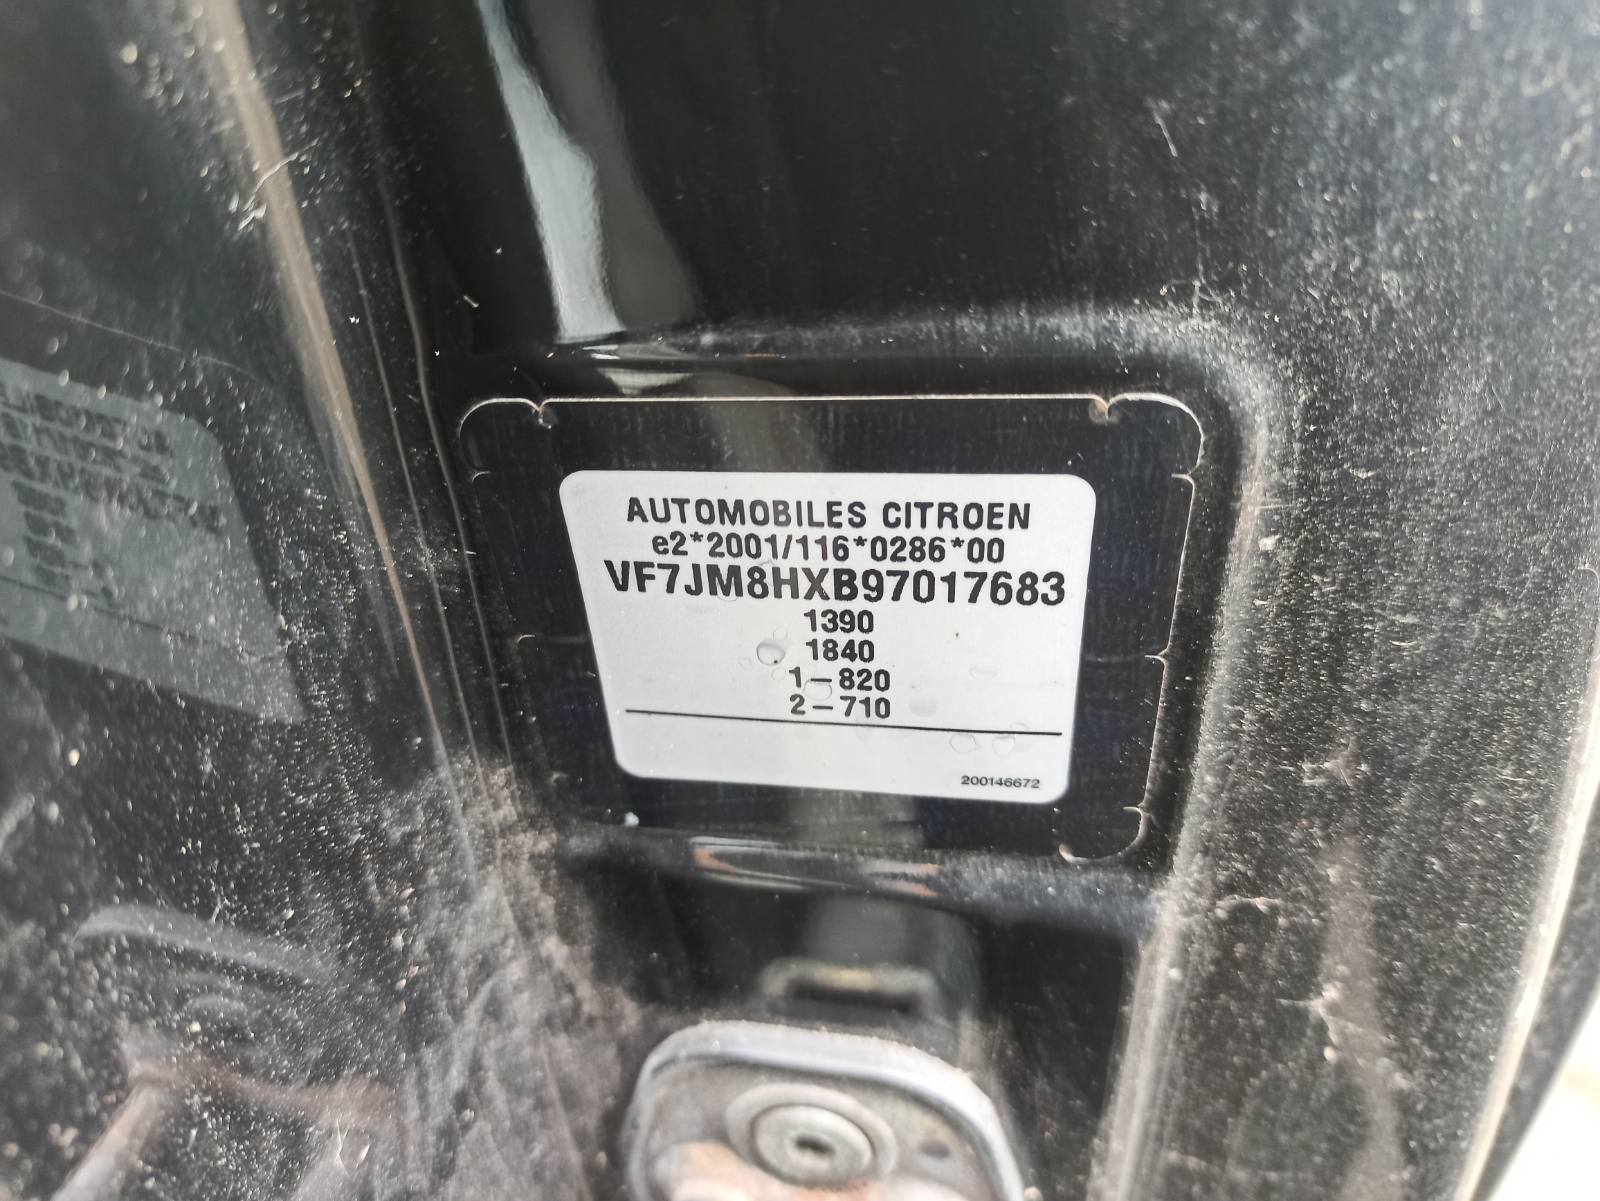 AUTOMOBILES CITROEN
e2*2001/116*0286*00
VF7JM8HXB97017683
1390
1840
1-820
2-710
200146672